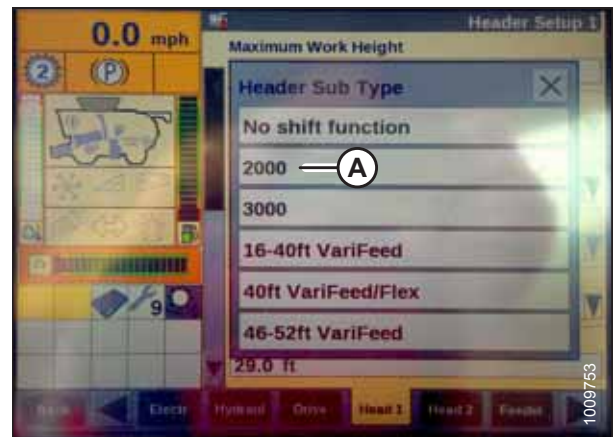 0.0 mph
Header Setup 1
Maximum Work Height
2
(P)
Header Sub Type
No shift function
2000
A
3000
16-40ft VariFeed
40ft VariFeed/Flex
46-52ft VariFeed
9
29.0 ft
Back
Electr
Hydraul
Drive
Head 1
Head 2
Feeder
1009753